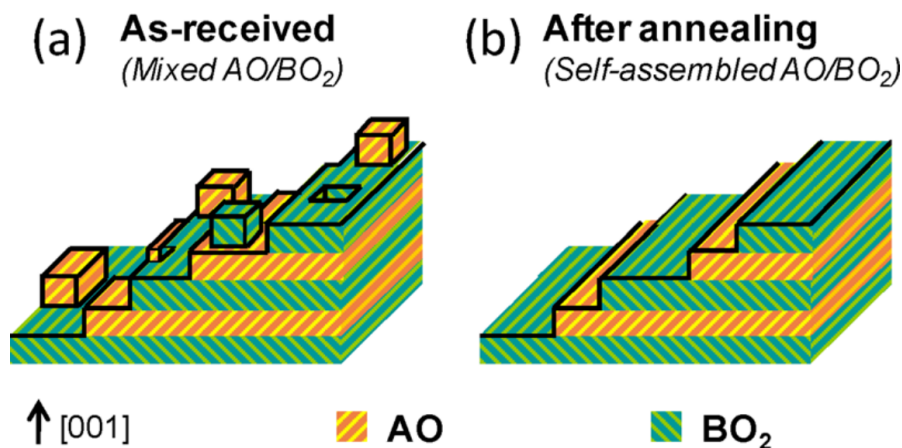 (a) As-received
(Mixed AO/BO₂)
(b) After annealing
(Self-assembled AO/BO₂)
[001]
AO
BO₂